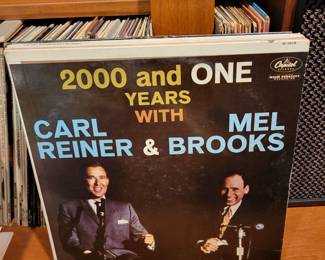 2000 and ONE
YEARS
WITH
CARL REINER & MEL BROOKS
Capitol